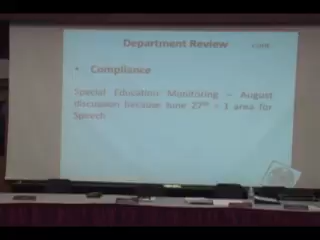 Department Review
• Compliance
Special Education Monitoring – August
discussion because June 27th – 1 area for
Speech